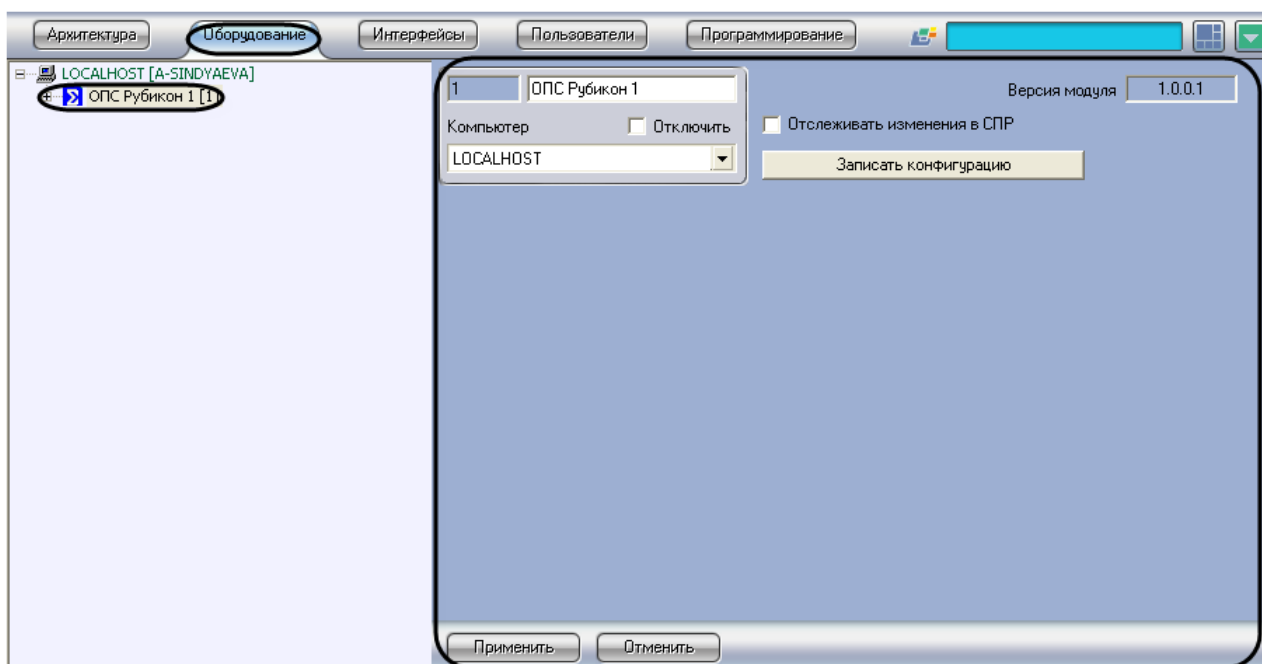 Архитектура Оборудование Интерфейсы Пользователи Программирование
LOCALHOST [A-SINDYAEVA]
ОПС Рубикон 1 [1]
1 ОПС Рубикон 1
Компьютер Отключить
LOCALHOST
Версия модуля 1.0.0.1
Отслеживать изменения в СПР
Записать конфигурацию
Применить Отменить